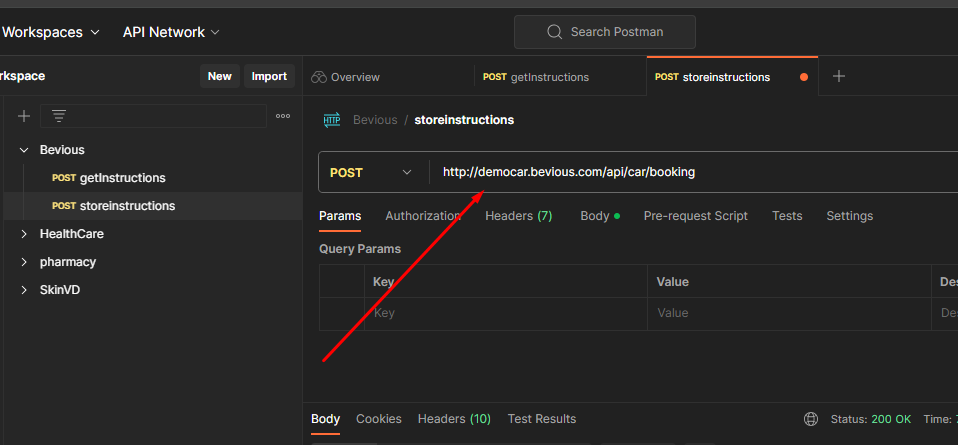 Workspaces API Network Search Postman
rkspace New Import Overview POST getInstructions POST storeinstructions
HTTP Bevious / storeinstructions
Bevious
POST getInstructions
POST storeinstructions
HealthCare
pharmacy
SkinVD
POST http://democar.bevious.com/api/car/booking
Params Authorization Headers (7) Body Pre-request Script Tests Settings
Query Params
Key Value Des
Key Value De
Body Cookies Headers (10) Test Results Status: 200 OK Time: